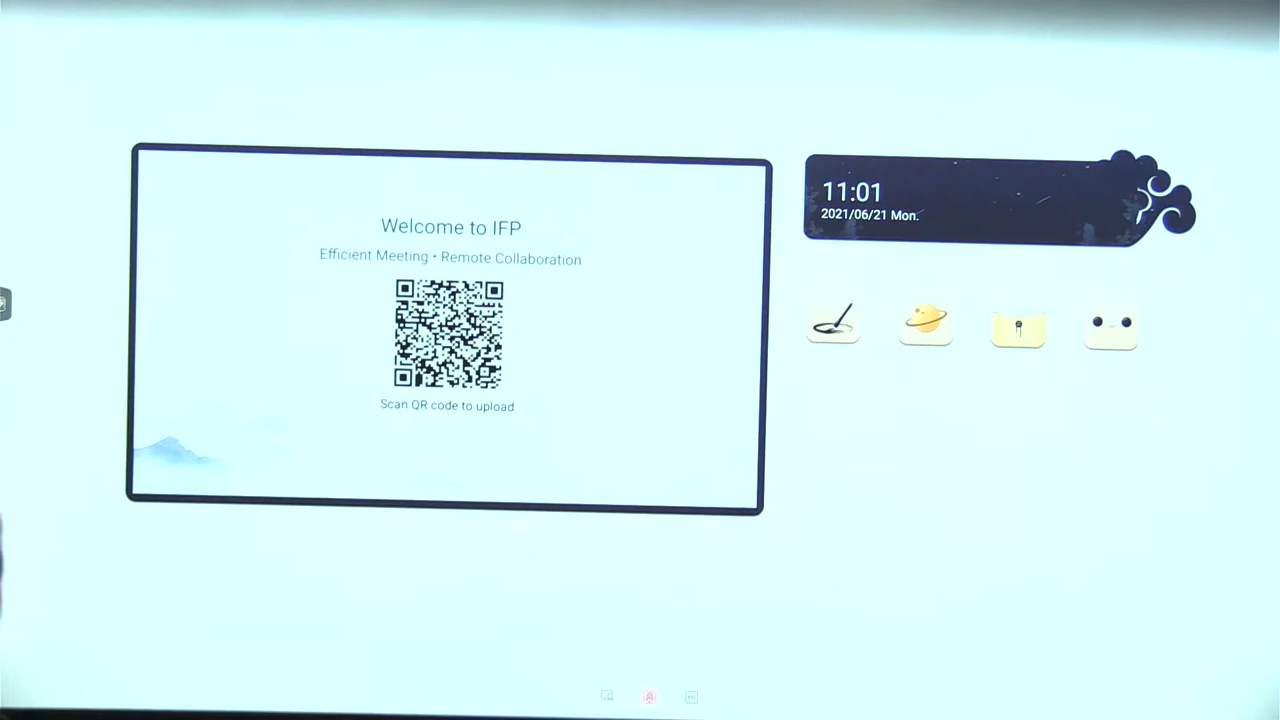 Welcome to IFP
Efficient Meeting • Remote Collaboration
Scan QR code to upload
11:01
2021/06/21 Mon.